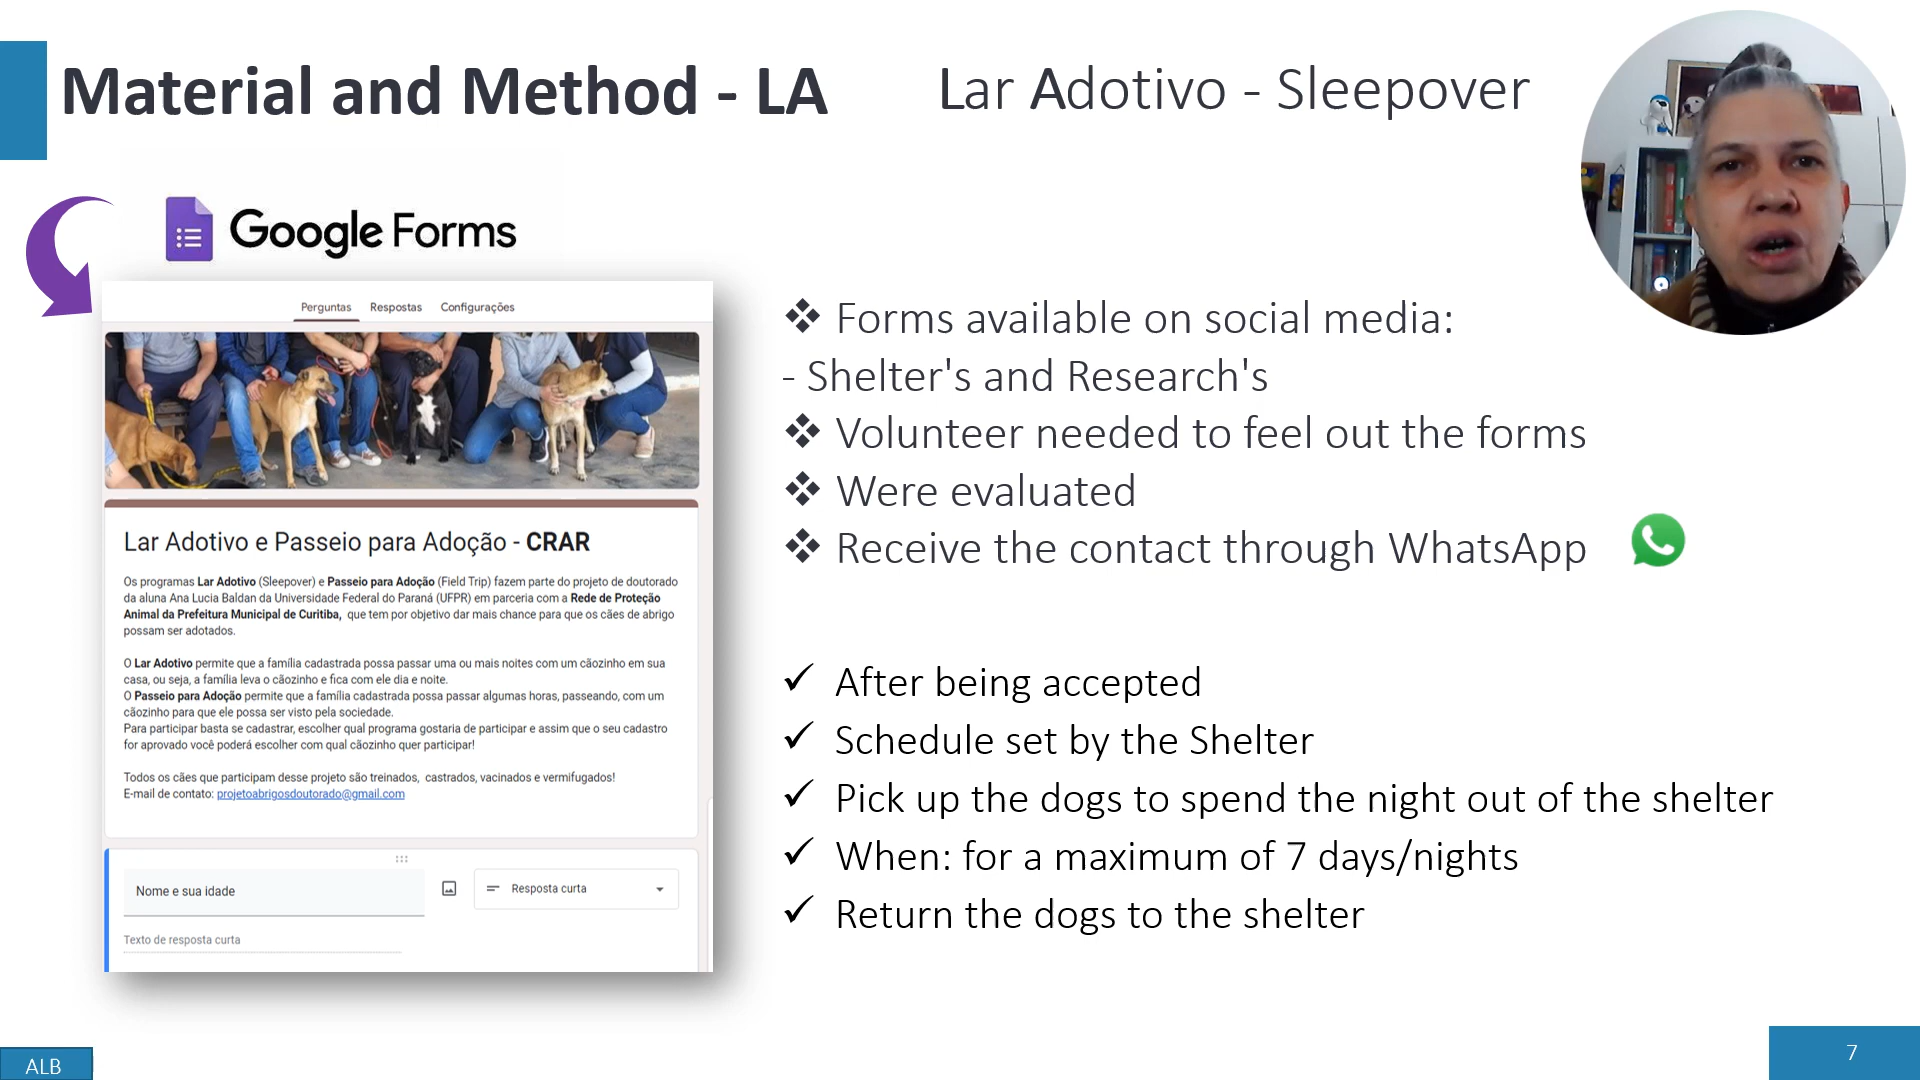 Material and Method - LA
Lar Adotivo - Sleepover
Google Forms
Perguntas Respostas Configurações
Lar Adotivo e Passeio para Adoção - CRAR
Os programas Lar Adotivo (Sleepover) e Passeio para Adoção (Field Trip) fazem parte do projeto de doutorado
da aluna Ana Lucia Baldan da Universidade Federal do Paraná (UFPR) em parceria com a Rede de Proteção
Animal da Prefeitura Municipal de Curitiba, que tem por objetivo dar mais chance para que os cães de abrigo
possam ser adotados.
O Lar Adotivo permite que a família cadastrada possa passar uma ou mais noites com um cãozinho em sua
casa, ou seja, a família leva o cãozinho e fica com ele dia e noite.
O Passeio para Adoção permite que a família cadastrada possa passar algumas horas, passeando, com um
cãozinho para que ele possa ser visto pela sociedade.
Para participar basta se cadastrar, escolher qual programa gostaria de participar e assim que o seu cadastro
for aprovado você poderá escolher com qual cãozinho quer participar!
Todos os cães que participam desse projeto são treinados, castrados, vacinados e vermifugados!
E-mail de contato: projetoabrigosdoutorado@gmail.com
Nome e sua idade
Resposta curta
Texto de resposta curta
❖ Forms available on social media:
- Shelter's and Research's
❖ Volunteer needed to feel out the forms
❖ Were evaluated
❖ Receive the contact through WhatsApp
✓ After being accepted
✓ Schedule set by the Shelter
✓ Pick up the dogs to spend the night out of the shelter
✓ When: for a maximum of 7 days/nights
✓ Return the dogs to the shelter
ALB
7